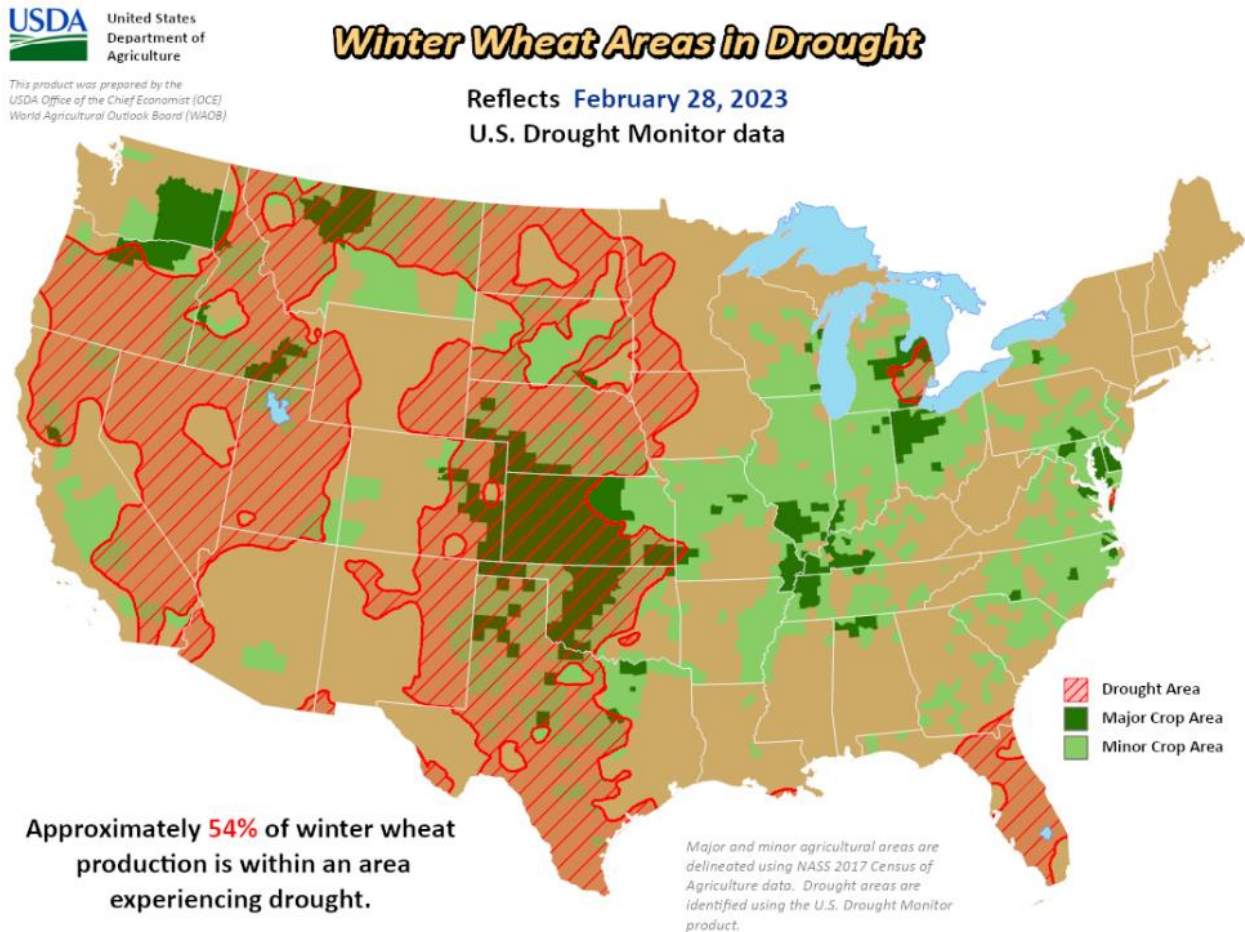 USDA
United States
Department of
Agriculture
This product was prepared by the
USDA Office of the Chief Economist (OCE)
World Agricultural Outlook Board (WAOB)
Winter Wheat Areas in Drought
Reflects February 28, 2023
U.S. Drought Monitor data
Drought Area
Major Crop Area
Minor Crop Area
Approximately 54% of winter wheat
production is within an area
experiencing drought.
Major and minor agricultural areas are
delineated using NASS 2017 Census of
Agriculture data. Drought areas are
identified using the U.S. Drought Monitor
product.